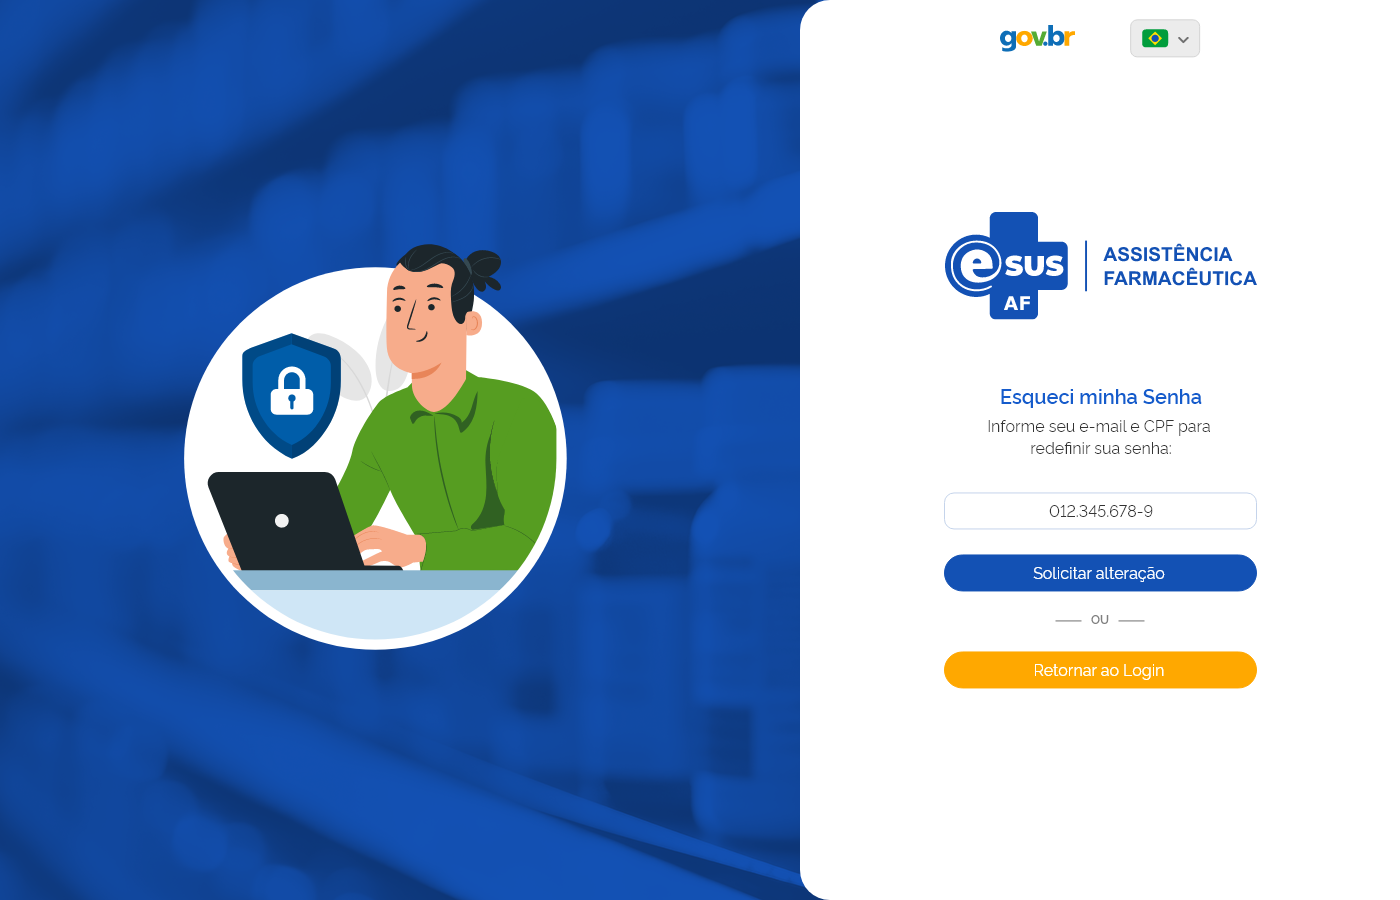 gov.br
e sus
AF
ASSISTÊNCIA
FARMACÊUTICA
Esqueci minha Senha
Informe seu e-mail e CPF para
redefinir sua senha:
012.345.678-9
Solicitar alteração
OU
Retornar ao Login